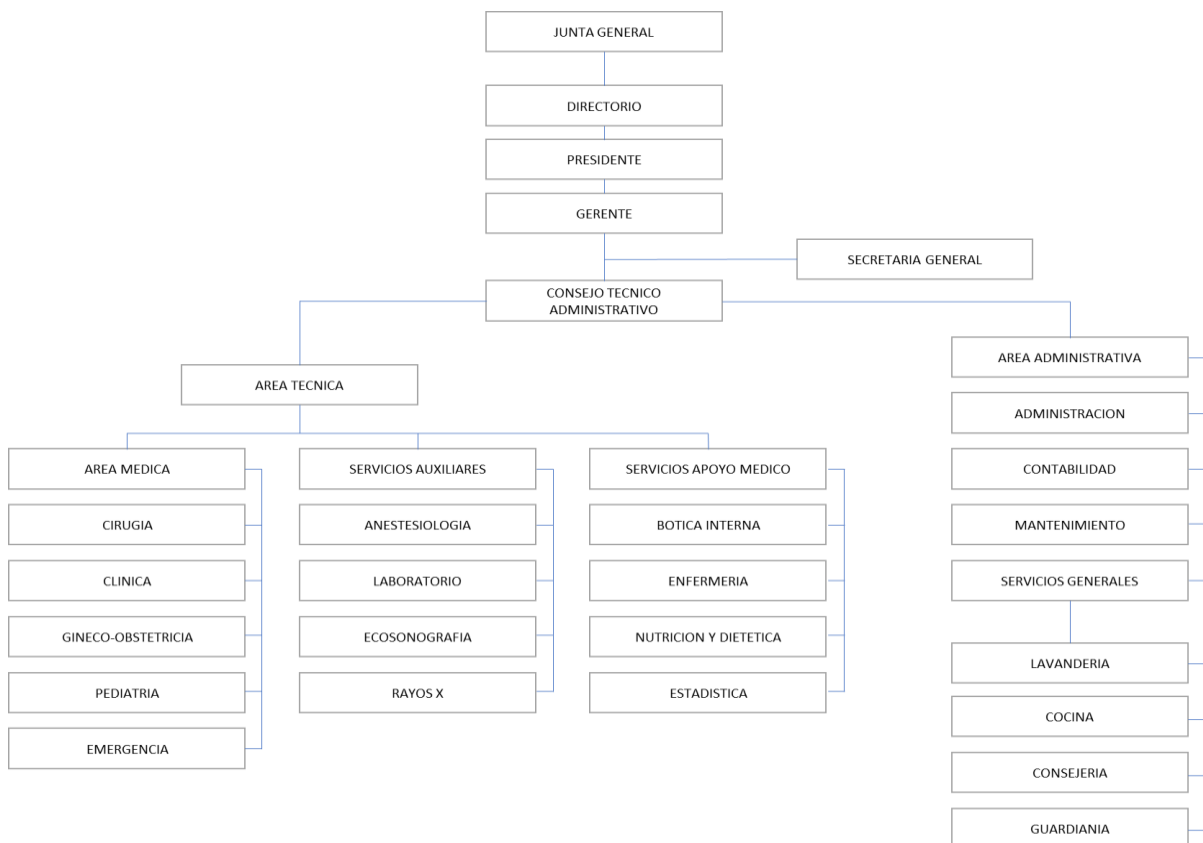 JUNTA GENERAL
DIRECTORIO
PRESIDENTE
GERENTE
SECRETARIA GENERAL
CONSEJO TECNICO
ADMINISTRATIVO
AREA TECNICA
AREA MEDICA
CIRUGIA
CLINICA
GINECO-OBSTETRICIA
PEDIATRIA
EMERGENCIA
SERVICIOS AUXILIARES
ANESTESIOLOGIA
LABORATORIO
ECOSONOGRAFIA
RAYOS X
SERVICIOS APOYO MEDICO
BOTICA INTERNA
ENFERMERIA
NUTRICION Y DIETETICA
ESTADISTICA
AREA ADMINISTRATIVA
ADMINISTRACION
CONTABILIDAD
MANTENIMIENTO
SERVICIOS GENERALES
LAVANDERIA
COCINA
CONSEJERIA
GUARDIANIA